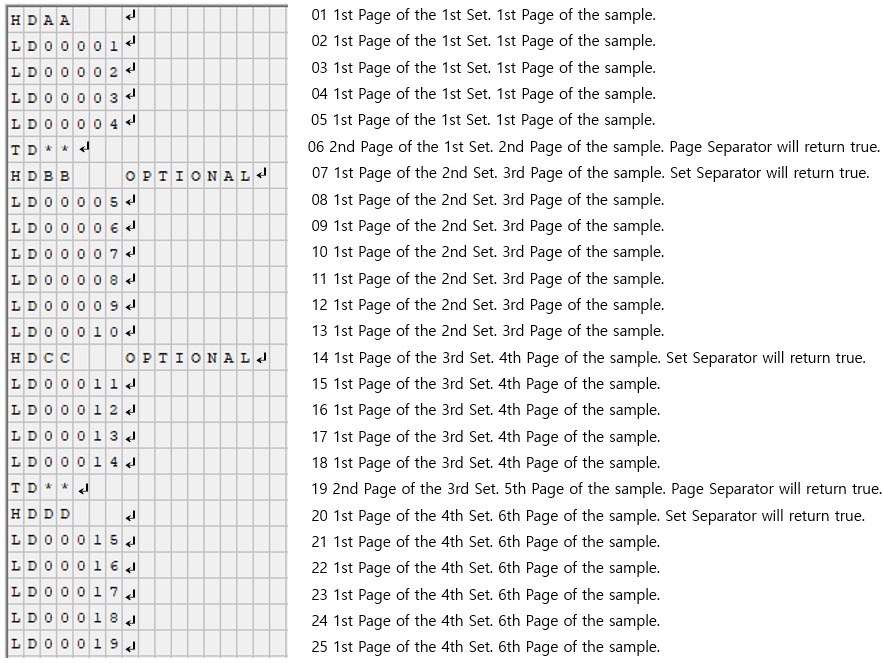 HDAA ↵ 01 1st Page of the 1st Set. 1st Page of the sample.
LD00001↵ 02 1st Page of the 1st Set. 1st Page of the sample.
LD00002↵ 03 1st Page of the 1st Set. 1st Page of the sample.
LD00003↵ 04 1st Page of the 1st Set. 1st Page of the sample.
LD00004↵ 05 1st Page of the 1st Set. 1st Page of the sample.
TD**↵ 06 2nd Page of the 1st Set. 2nd Page of the sample. Page Separator will return true.
HDBB   OPTIONAL↵ 07 1st Page of the 2nd Set. 3rd Page of the sample. Set Separator will return true.
LD00005↵ 08 1st Page of the 2nd Set. 3rd Page of the sample.
LD00006↵ 09 1st Page of the 2nd Set. 3rd Page of the sample.
LD00007↵ 10 1st Page of the 2nd Set. 3rd Page of the sample.
LD00008↵ 11 1st Page of the 2nd Set. 3rd Page of the sample.
LD00009↵ 12 1st Page of the 2nd Set. 3rd Page of the sample.
LD00010↵ 13 1st Page of the 2nd Set. 3rd Page of the sample.
HDCC   OPTIONAL↵ 14 1st Page of the 3rd Set. 4th Page of the sample. Set Separator will return true.
LD00011↵ 15 1st Page of the 3rd Set. 4th Page of the sample.
LD00012↵ 16 1st Page of the 3rd Set. 4th Page of the sample.
LD00013↵ 17 1st Page of the 3rd Set. 4th Page of the sample.
LD00014↵ 18 1st Page of the 3rd Set. 4th Page of the sample.
TD**↵ 19 2nd Page of the 3rd Set. 5th Page of the sample. Page Separator will return true.
HDDD   ↵ 20 1st Page of the 4th Set. 6th Page of the sample. Set Separator will return true.
LD00015↵ 21 1st Page of the 4th Set. 6th Page of the sample.
LD00016↵ 22 1st Page of the 4th Set. 6th Page of the sample.
LD00017↵ 23 1st Page of the 4th Set. 6th Page of the sample.
LD00018↵ 24 1st Page of the 4th Set. 6th Page of the sample.
LD00019↵ 25 1st Page of the 4th Set. 6th Page of the sample.